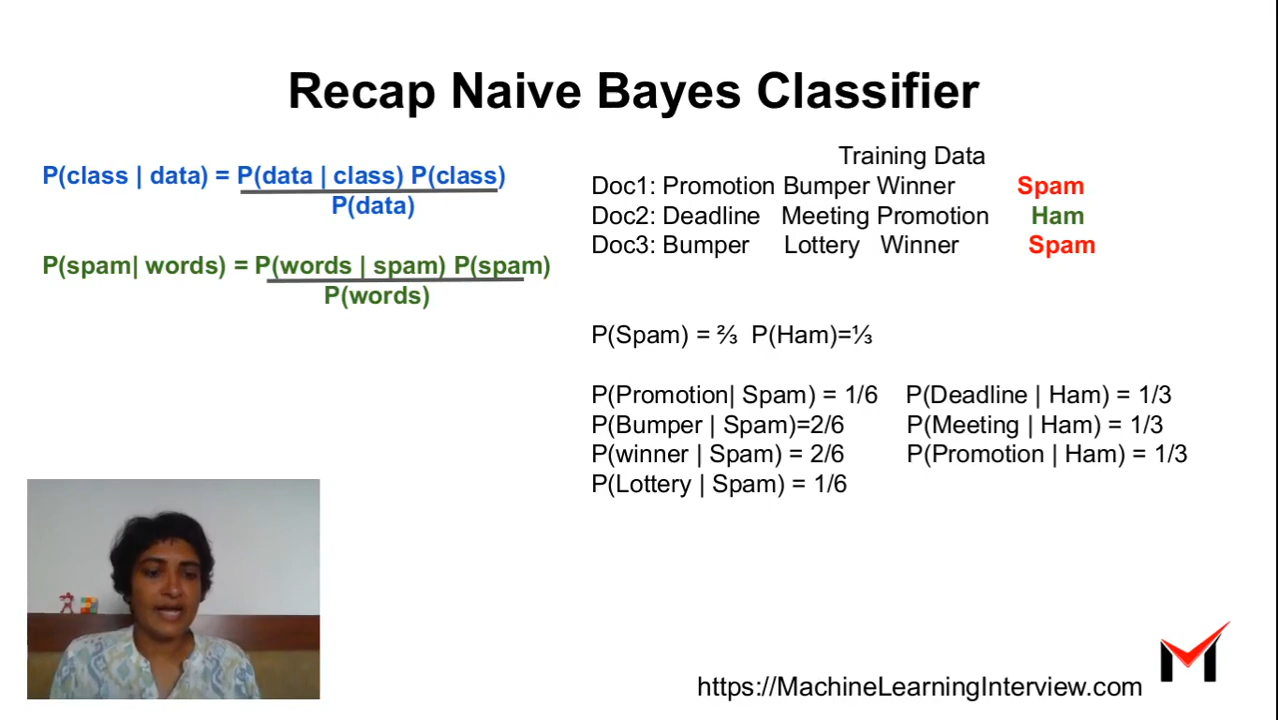 Recap Naive Bayes Classifier
P(class | data) = P(data | class) P(class)
P(data)
P(spam| words) = P(words | spam) P(spam)
P(words)
Training Data
Doc1: Promotion Bumper Winner Spam
Doc2: Deadline Meeting Promotion Ham
Doc3: Bumper Lottery Winner Spam
P(Spam) = ⅔ P(Ham)=⅓
P(Promotion| Spam) = 1/6 P(Deadline | Ham) = 1/3
P(Bumper | Spam)=2/6 P(Meeting | Ham) = 1/3
P(winner | Spam) = 2/6 P(Promotion | Ham) = 1/3
P(Lottery | Spam) = 1/6
https://MachineLearningInterview.com